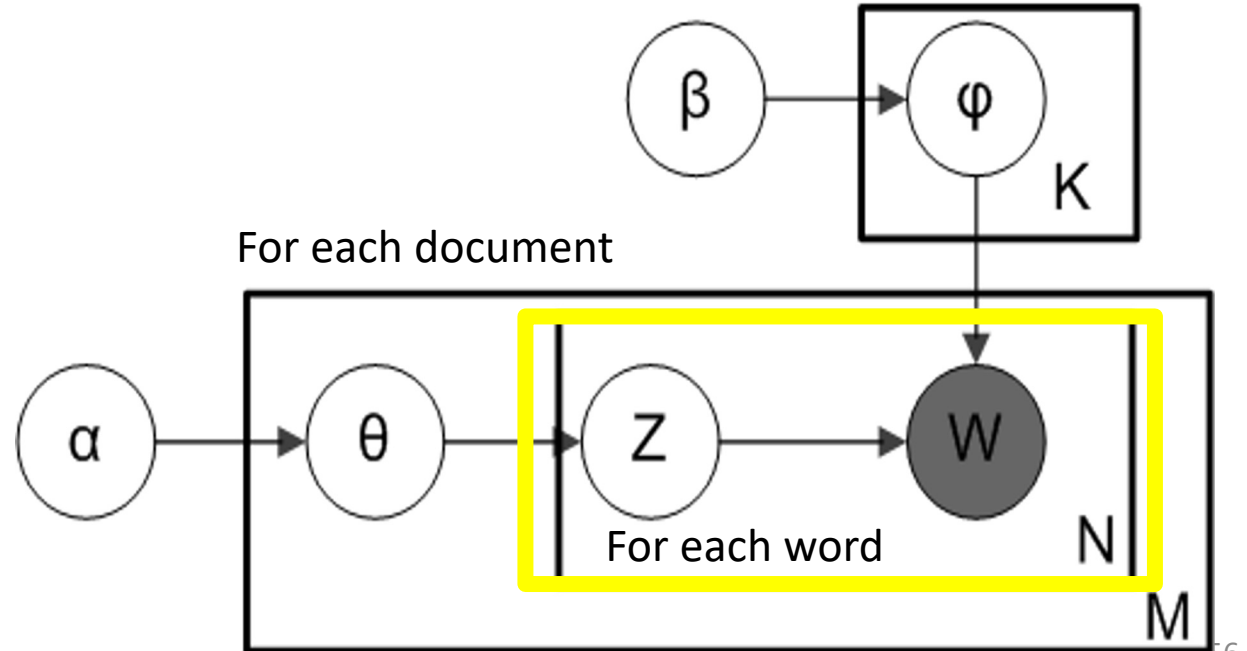 β φ
K
For each document
α θ Z W
For each word N
M